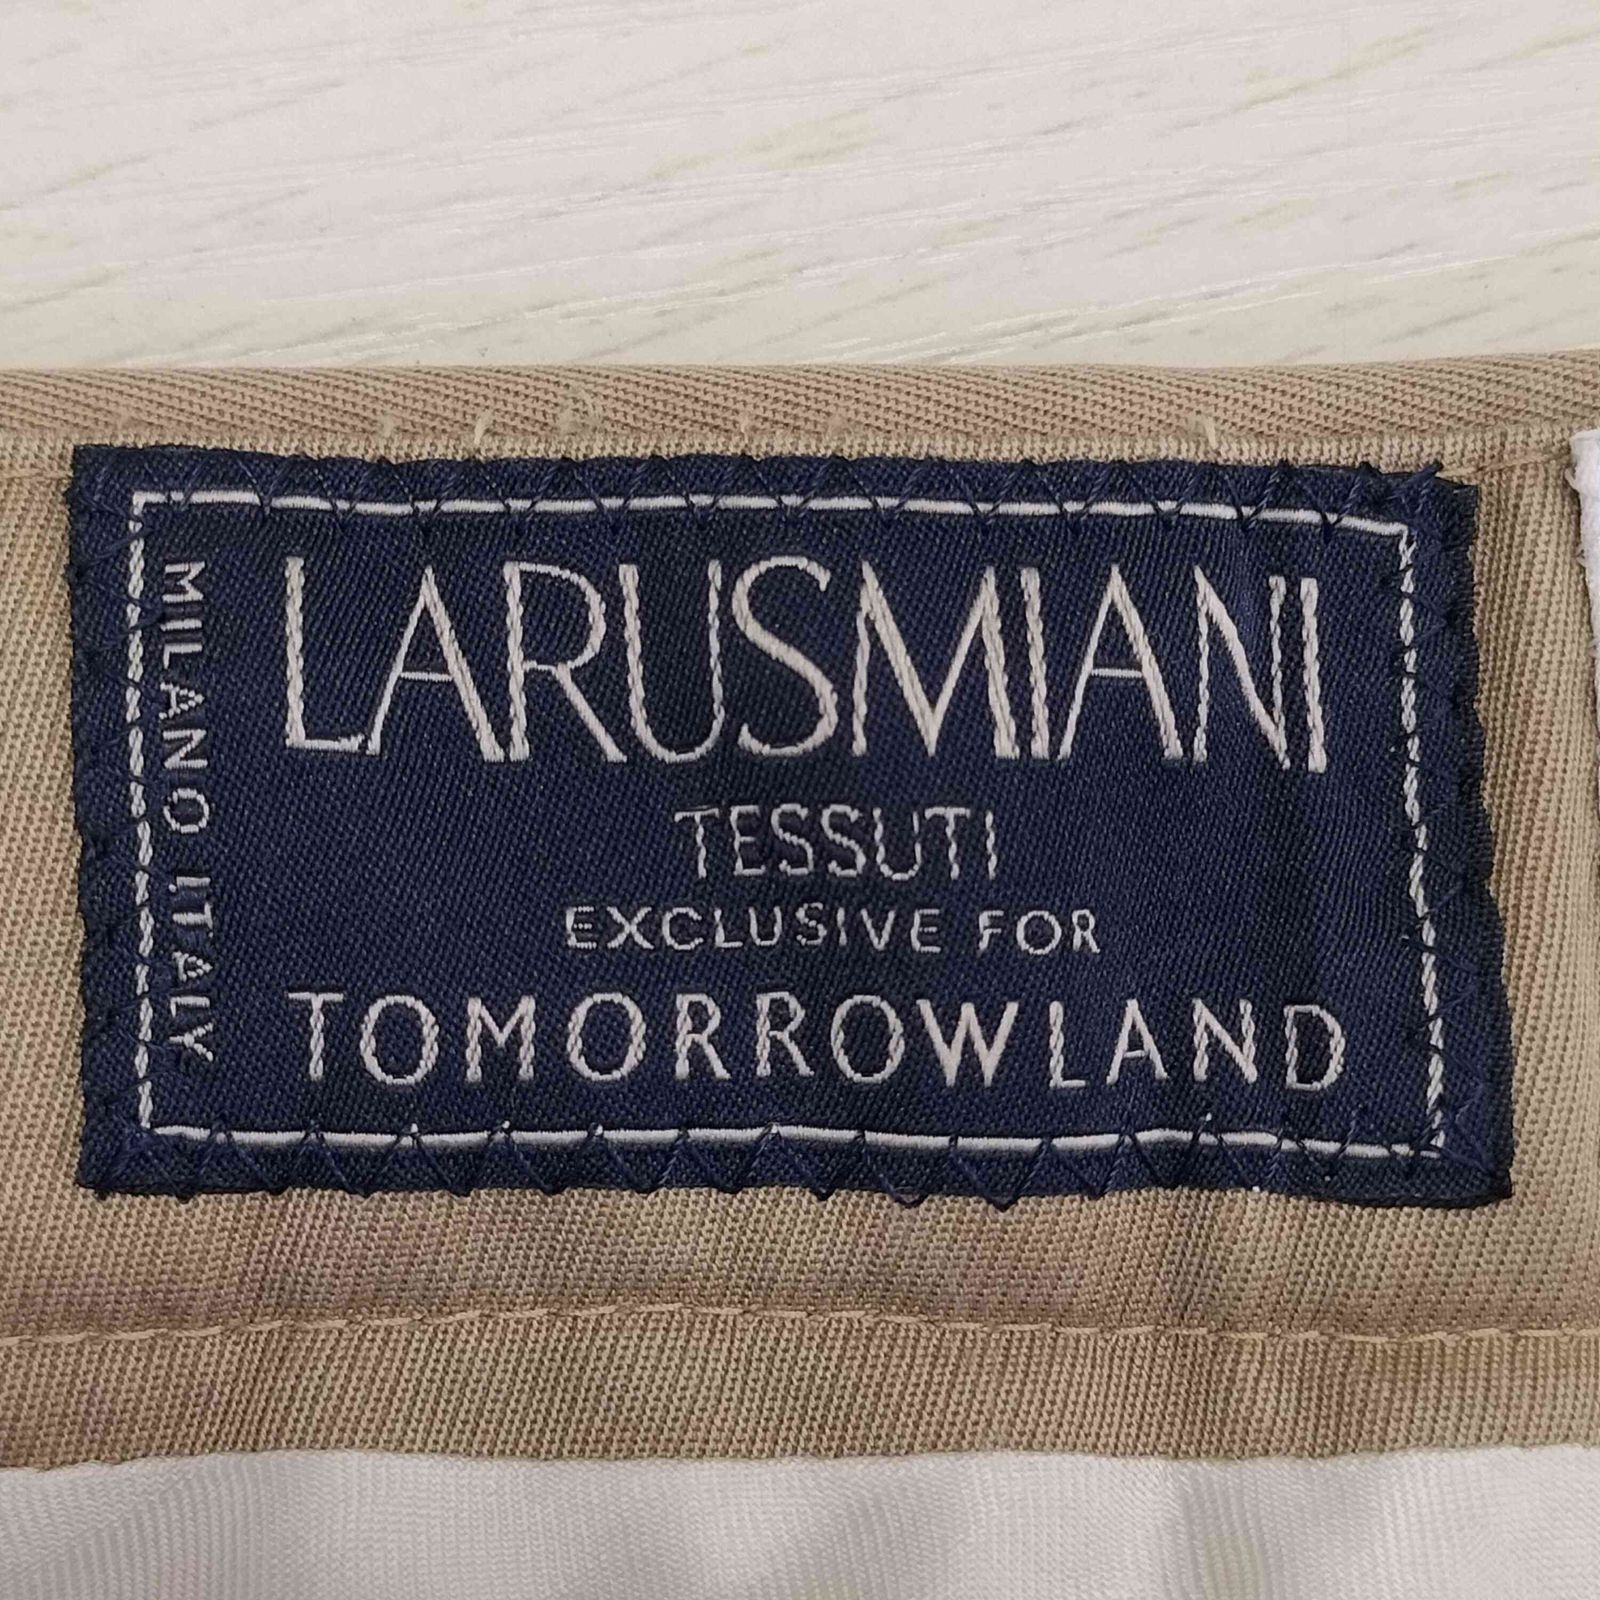 LARUSMIANI
TESSUTI
EXCLUSIVE FOR
TOMORROWLAND
MILANO ITALY